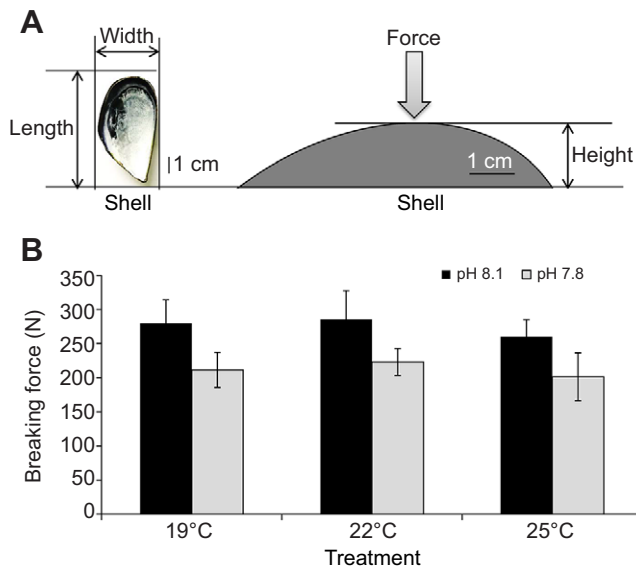 A
Width
Force
Length
1 cm
1 cm
Height
Shell
Shell
B
350
300
250
200
150
100
50
0
Breaking force (N)
pH 8.1
pH 7.8
19°C
22°C
25°C
Treatment